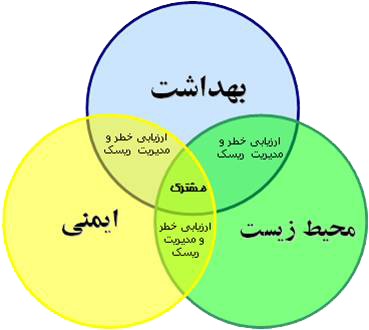 بهداشت
ارزیابی خطر و
مدیریت ریسک
ارزیابی خطر و
مدیریت ریسک
مشترک
محیط زیست
ایمنی
ارزیابی خطر
و مدیریت
ریسک